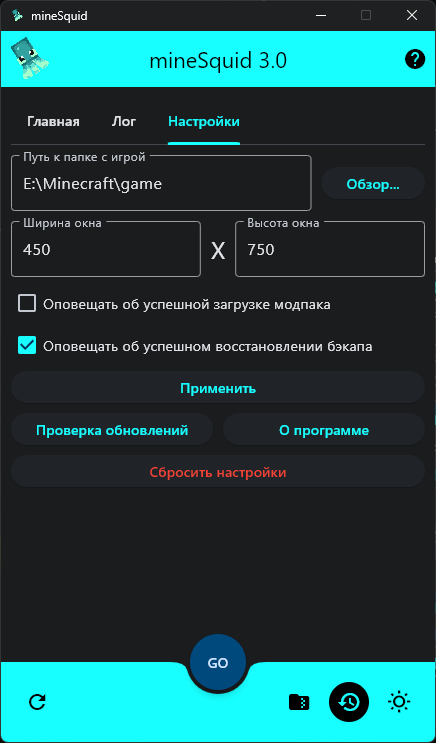 mineSquid
mineSquid 3.0
Главная Лог Настройки
Путь к папке с игрой
E:\Minecraft\game
Обзор...
Ширина окна
450
X
Высота окна
750
Оповещать об успешной загрузке модпака
Оповещать об успешном восстановлении бэкапа
Применить
Проверка обновлений
О программе
Сбросить настройки
GO